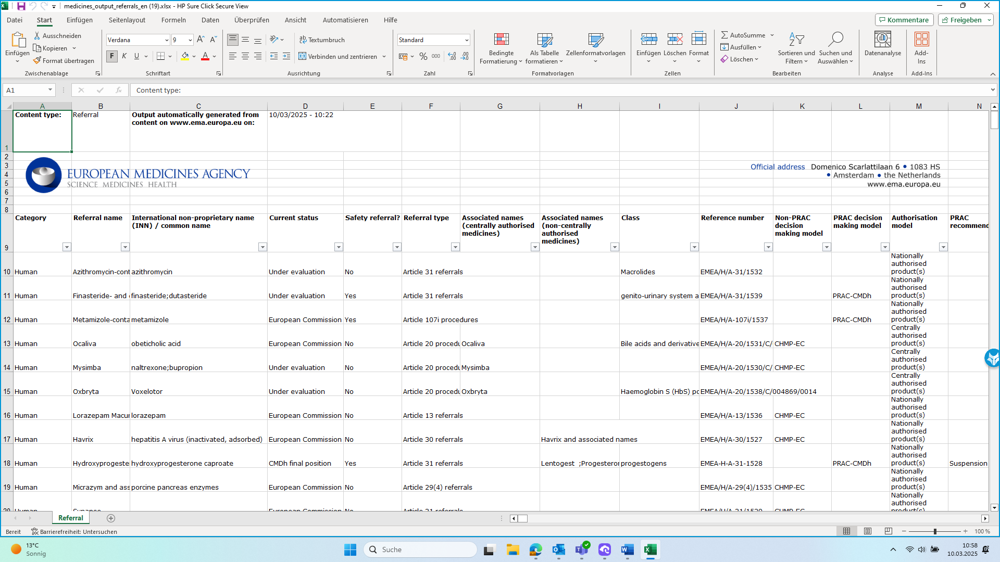 medicines_output_referrals_en (19).xlsx - HP Sure Click Secure View
Datei Start Einfügen Seitenlayout Formeln Daten Überprüfen Ansicht Automatisieren Hilfe Kommentare Freigeben
Einfügen
Ausschneiden
Kopieren
Format übertragen
Zwischenablage
Verdana 9
F K U
Schriftart
Textumbruch
Verbinden und zentrieren
Ausrichtung
Standard
% 000
Zahl
Bedingte Formatierung
Als Tabelle formatieren
Zellenformatvorlagen
Formatvorlagen
Einfügen Löschen Format
Zellen
AutoSumme
Ausfüllen
Löschen
Sortieren und Filtern
Suchen und Auswählen
Bearbeiten
Datenanalyse
Analyse
Add-Ins
Add-Ins
A1 fx Content type:
A B C D E F G H I J K L M N
1 Content type: Referral Output automatically generated from content on www.ema.europa.eu on: 10/03/2025 - 10:22
2
3
4
5
6
7
8
EUROPEAN MEDICINES AGENCY
SCIENCE MEDICINES HEALTH
Official address Domenico Scarlattilaan 6 • 1083 HS
• Amsterdam • the Netherlands
www.ema.europa.eu
9 Category Referral name International non-proprietary name (INN) / common name Current status Safety referral? Referral type Associated names (centrally authorised medicines) Associated names (non-centrally authorised medicines) Class Reference number Non-PRAC decision making model PRAC decision making model Authorisation model PRAC recommend
10 Human Azithromycin-cont azithromycin Under evaluation No Article 31 referrals Macrolides EMEA/H/A-31/1532 Nationally authorised product(s)
11 Human Finasteride- and finasteride;dutasteride Under evaluation Yes Article 31 referrals genito-urinary system a EMEA/H/A-31/1539 PRAC-CMDh Nationally authorised product(s)
12 Human Metamizole-conta metamizole European Commission Yes Article 107i procedures EMEA/H/A-107i/1537 PRAC-CMDh Nationally authorised product(s)
13 Human Ocaliva obeticholic acid European Commission No Article 20 procedu Ocaliva Bile acids and derivative EMEA/H/A-20/1531/C/ CHMP-EC Centrally authorised product(s)
14 Human Mysimba naltrexone;bupropion Under evaluation No Article 20 procedu Mysimba EMEA/H/A-20/1530/C/ CHMP-EC Centrally authorised product(s)
15 Human Oxbryta Voxelotor Under evaluation No Article 20 procedu Oxbryta Haemoglobin S (HbS) po EMEA/H/A-20/1538/C/004869/0014 Centrally authorised product(s)
16 Human Lorazepam Macur lorazepam European Commission No Article 13 referrals EMEA/H/A-13/1536 CHMP-EC Nationally authorised product(s)
17 Human Havrix hepatitis A virus (inactivated, adsorbed) European Commission No Article 30 referrals Havrix and associated names EMEA/H/A-30/1527 CHMP-EC Nationally authorised product(s)
18 Human Hydroxyprogeste hydroxyprogesterone caproate CMDh final position Yes Article 31 referrals Lentogest ;Progesteron progestogens EMEA-H-A-31-1528 PRAC-CMDh Nationally authorised product(s) Suspension
19 Human Micrazym and ass porcine pancreas enzymes European Commission No Article 29(4) referrals EMEA/H/A-29(4)/1535 CHMP-EC Nationally authorised product(s)
20 Human Synapse European Commission No Article 31 referrals EMEA/H/A-31/1529 CHMP-EC Nationally authorised product(s)
Referral
Bereit Barrierefreiheit: Untersuchen 100 %
13°C
Sonnig
Suche
10:58
10.03.2025